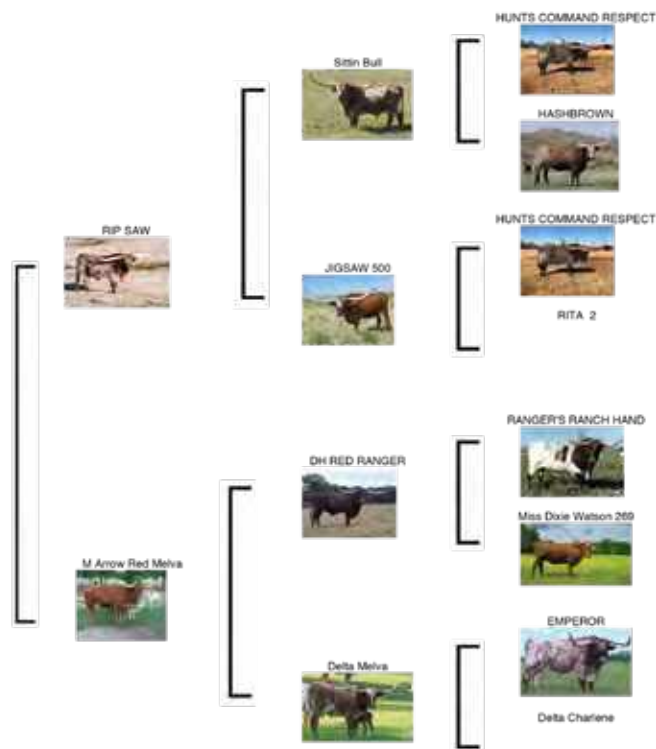 HUNTS COMMAND RESPECT
Sittin Bull
HASHBROWN
RIP SAW
HUNTS COMMAND RESPECT
JIGSAW 500
RITA 2
RANGER'S RANCH HAND
DH RED RANGER
Miss Dixie Watson 269
M Arrow Red Melva
EMPEROR
Delta Melva
Delta Charlene